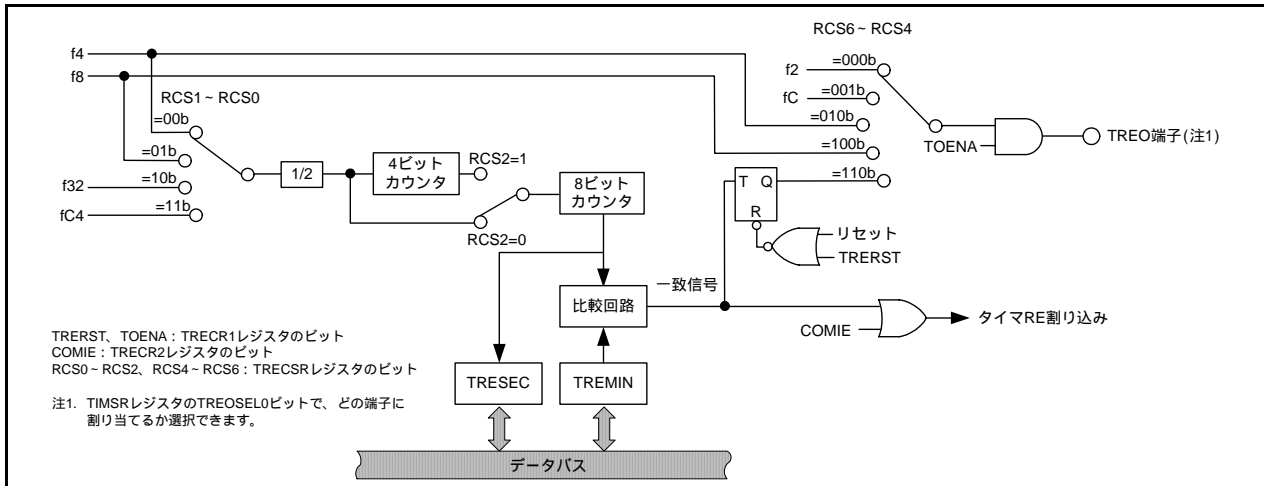 RCS6~RCS4
f4
f8
f2
=000b
fC
=001b
=010b
=100b
=110b
TOENA
TREO端子(注1)
RCS1~RCS0
=00b
=01b
f32
=10b
fC4
=11b
1/2
4ビット
カウンタ
RCS2=1
RCS2=0
8ビット
カウンタ
T Q
R
リセット
TRERST
一致信号
比較回路
COMIE
タイマRE割り込み
TRERST、TOENA:TRECR1レジスタのビット
COMIE:TRECR2レジスタのビット
RCS0~RCS2、RCS4~RCS6:TRECSRレジスタのビット
TRESEC
TREMIN
注1. TIMSRレジスタのTREOSEL0ビットで、どの端子に
割り当てるか選択できます。
データバス